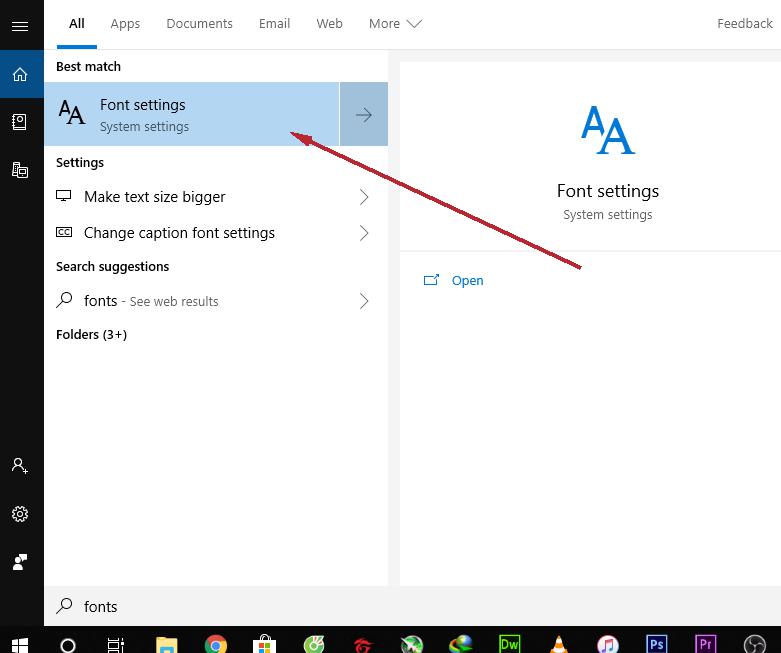 All Apps Documents Email Web More Feedback
Best match
Font settings
System settings
Settings
Make text size bigger
CC Change caption font settings
Search suggestions
fonts - See web results
Folders (3+)
AA
Font settings
System settings
Open
fonts
Dw Ps Pr